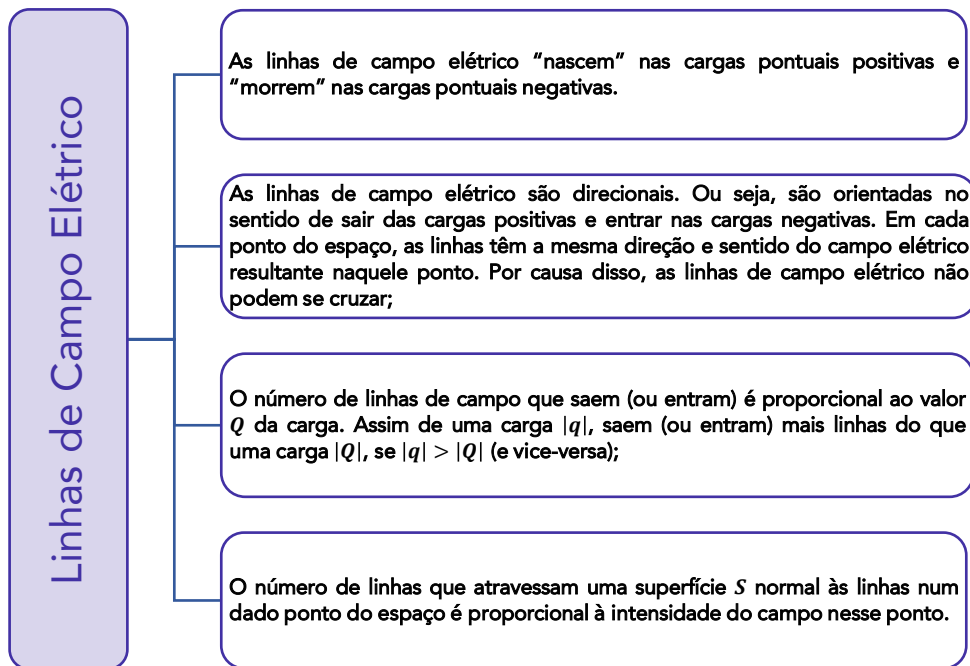 Linhas de Campo Elétrico
As linhas de campo elétrico “nascem” nas cargas pontuais positivas e
“morrem” nas cargas pontuais negativas.
As linhas de campo elétrico são direcionais. Ou seja, são orientadas no
sentido de sair das cargas positivas e entrar nas cargas negativas. Em cada
ponto do espaço, as linhas têm a mesma direção e sentido do campo elétrico
resultante naquele ponto. Por causa disso, as linhas de campo elétrico não
podem se cruzar;
O número de linhas de campo que saem (ou entram) é proporcional ao valor
Q da carga. Assim de uma carga |q|, saem (ou entram) mais linhas do que
uma carga |Q|, se |q| > |Q| (e vice-versa);
O número de linhas que atravessam uma superfície S normal às linhas num
dado ponto do espaço é proporcional à intensidade do campo nesse ponto.